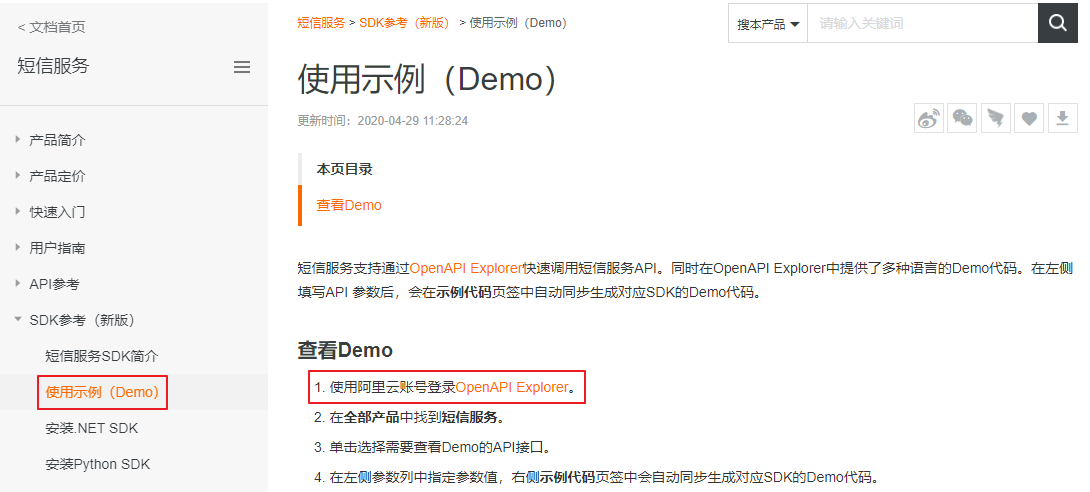 < 文档首页
短信服务
产品简介
产品定价
快速入门
用户指南
API参考
SDK参考（新版）
短信服务SDK简介
使用示例（Demo）
安装.NET SDK
安装Python SDK
短信服务 > SDK参考（新版） > 使用示例（Demo）
搜本产品
请输入关键词
使用示例（Demo）
更新时间：2020-04-29 11:28:24
本页目录
查看Demo
短信服务支持通过OpenAPI Explorer快速调用短信服务API。同时在OpenAPI Explorer中提供了多种语言的Demo代码。在左侧
填写API 参数后，会在示例代码页签中自动同步生成对应SDK的Demo代码。
查看Demo
1. 使用阿里云账号登录OpenAPI Explorer。
2. 在全部产品中找到短信服务。
3. 单击选择需要查看Demo的API接口。
4. 在左侧参数列中指定参数值，右侧示例代码页签中会自动同步生成对应SDK的Demo代码。